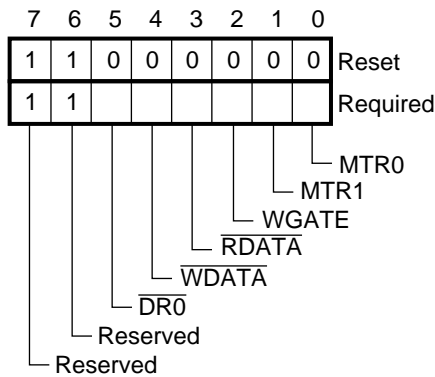 7 6 5 4 3 2 1 0
1 1 0 0 0 0 0 0 Reset
1 1 Required
MTR0
MTR1
WGATE
RDATA
WDATA
DR0
Reserved
Reserved